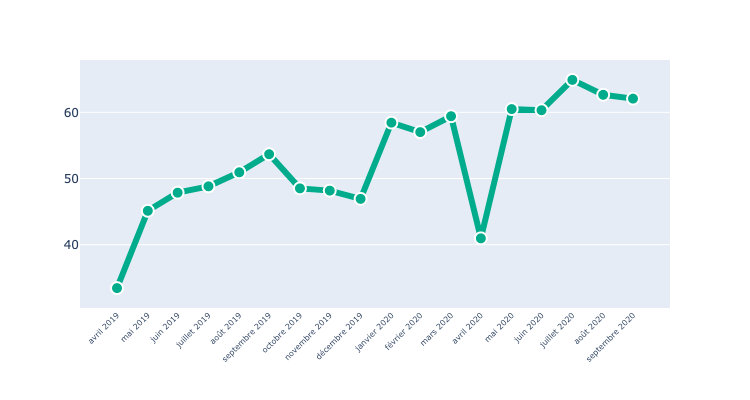 60
50
40
avril 2019
mai 2019
juin 2019
juillet 2019
août 2019
septembre 2019
octobre 2019
novembre 2019
décembre 2019
janvier 2020
février 2020
mars 2020
avril 2020
mai 2020
juin 2020
juillet 2020
août 2020
septembre 2020